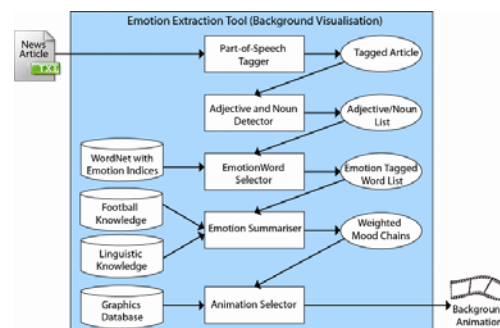 Emotion Extraction Tool (Background Visualisation)
News
Article
TXT
Part-of-Speech
Tagger
Tagged Article
Adjective and Noun
Detector
Adjective/Noun
List
WordNet with
Emotion Indices
EmotionWord
Selector
Emotion Tagged
Word List
Football
Knowledge
Emotion Summariser
Weighted
Mood Chains
Linguistic
Knowledge
Graphics
Database
Animation Selector
Background
Animation